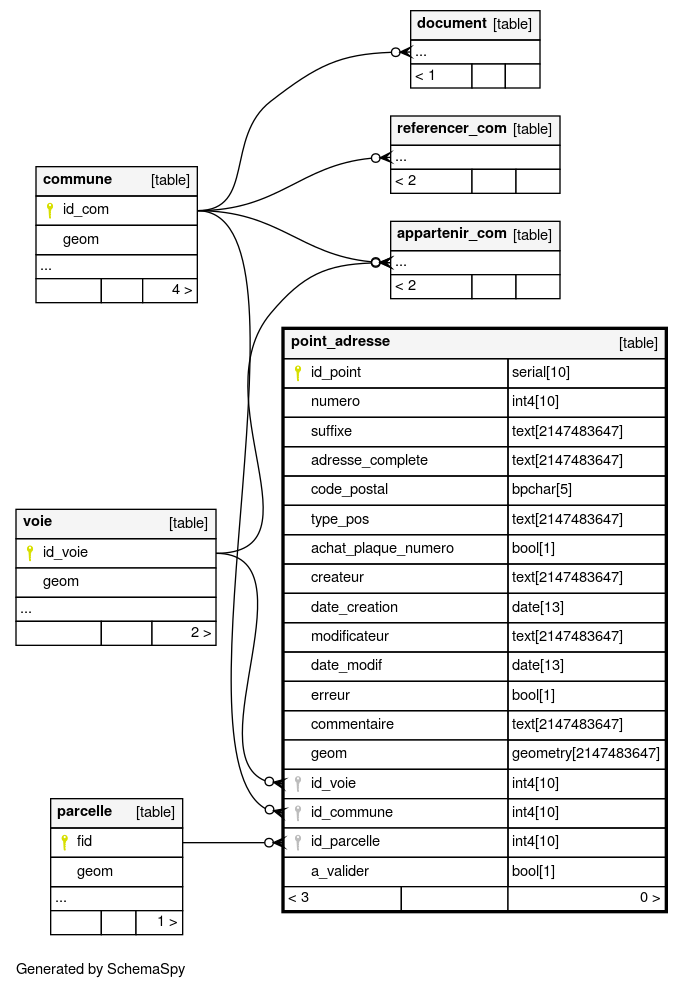 document [table]
...
< 1
referencer_com [table]
...
< 2
appartenir_com [table]
...
< 2
commune [table]
id_com
geom
...
4 >
point_adresse [table]
id_point serial[10]
numero int4[10]
suffixe text[2147483647]
adresse_complete text[2147483647]
code_postal bpchar[5]
type_pos text[2147483647]
achat_plaque_numero bool[1]
createur text[2147483647]
date_creation date[13]
modificateur text[2147483647]
date_modif date[13]
erreur bool[1]
commentaire text[2147483647]
geom geometry[2147483647]
id_voie int4[10]
id_commune int4[10]
id_parcelle int4[10]
a_valider bool[1]
< 3 0 >
voie [table]
id_voie
geom
...
2 >
parcelle [table]
fid
geom
...
1 >
Generated by SchemaSpy